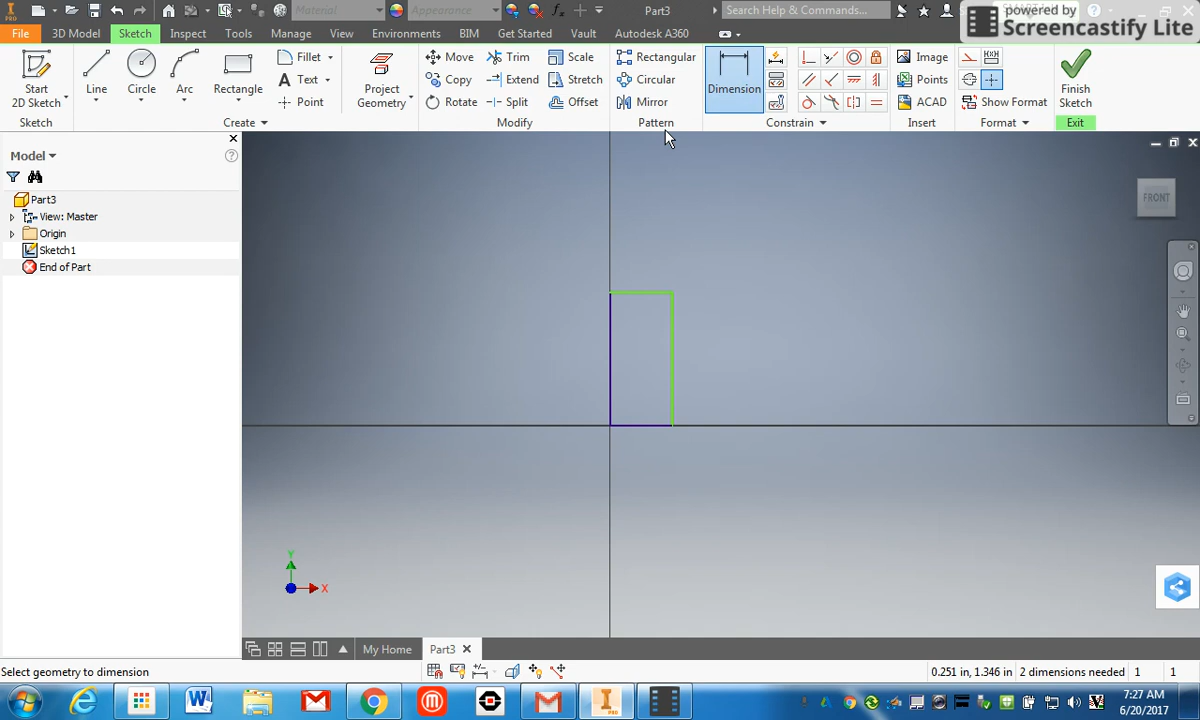 PRO
Material
Appearance
Part3
Search Help & Commands...
powered by
Screencastify Lite
File
3D Model
Sketch
Inspect
Tools
Manage
View
Environments
BIM
Get Started
Vault
Autodesk A360
Start
2D Sketch
Line
Circle
Arc
Rectangle
Fillet
Text
Point
Project
Geometry
Move
Copy
Rotate
Trim
Extend
Split
Scale
Stretch
Offset
Rectangular
Circular
Mirror
Dimension
Image
Points
ACAD
Show Format
Finish
Sketch
Sketch
Create
Modify
Pattern
Constrain
Insert
Format
Exit
Model
Part3
View: Master
Origin
Sketch1
End of Part
FRONT
Y
X
My Home
Part3
Select geometry to dimension
0.251 in, 1.346 in
2 dimensions needed
1
1
7:27 AM
6/20/2017